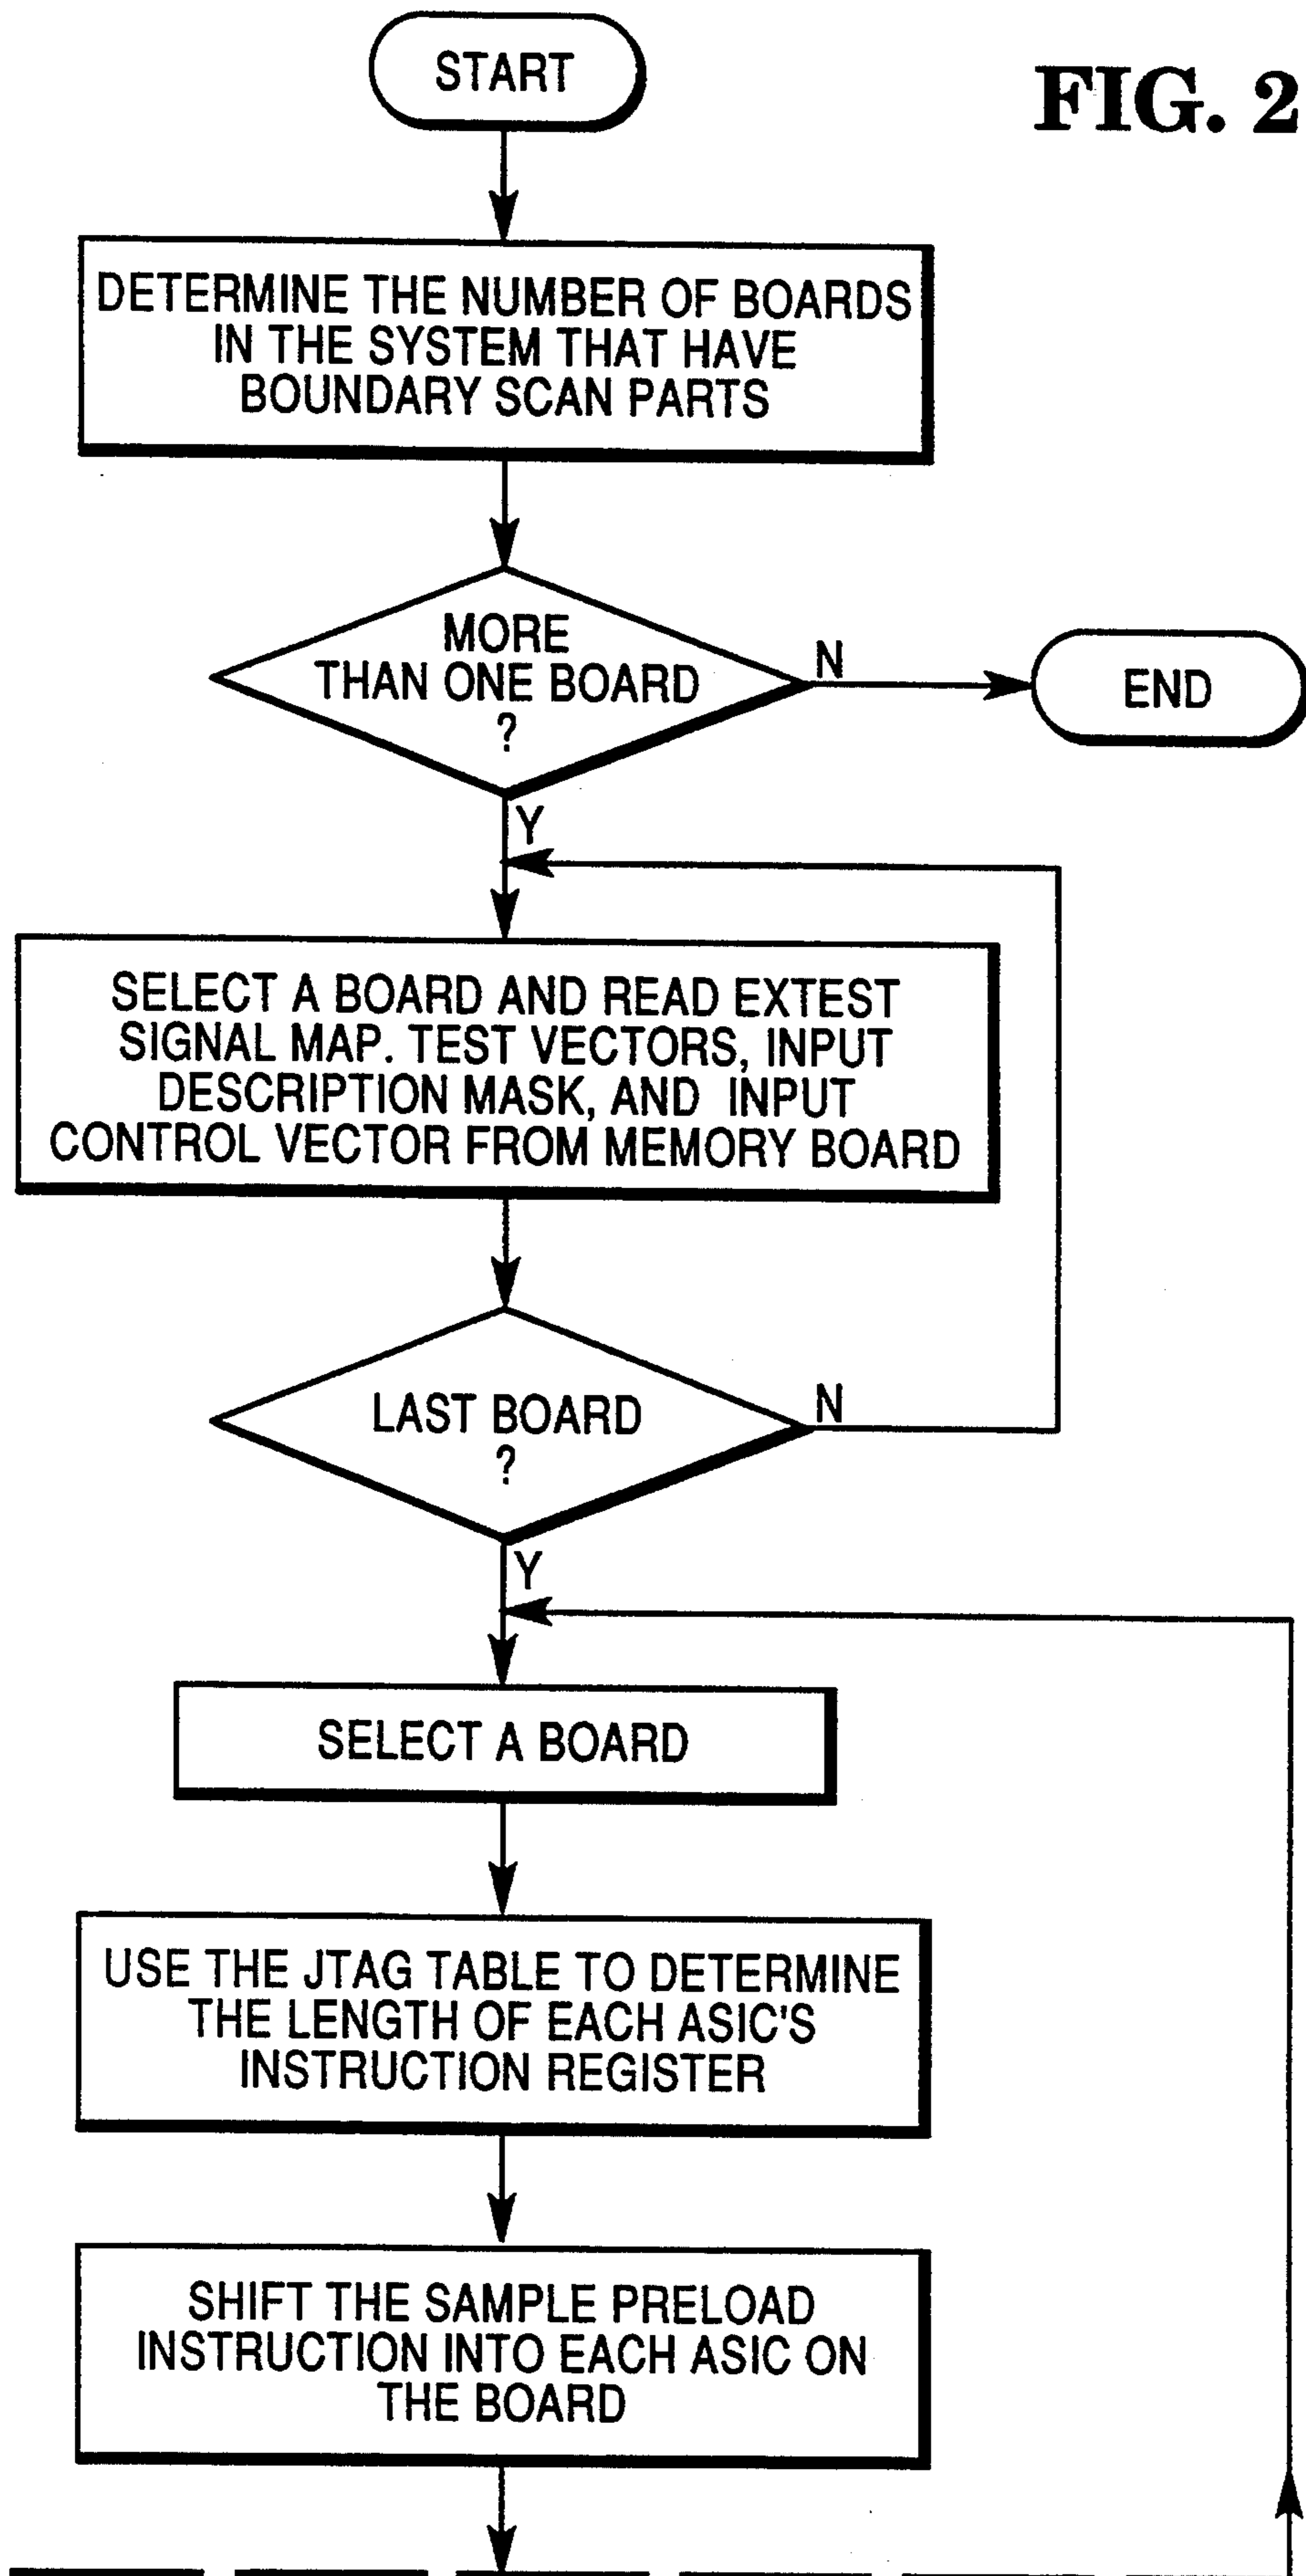 START
FIG. 2
DETERMINE THE NUMBER OF BOARDS
IN THE SYSTEM THAT HAVE
BOUNDARY SCAN PARTS
MORE
THAN ONE BOARD
?
N
END
Y
SELECT A BOARD AND READ EXTEST
SIGNAL MAP. TEST VECTORS, INPUT
DESCRIPTION MASK, AND INPUT
CONTROL VECTOR FROM MEMORY BOARD
LAST BOARD
?
N
Y
SELECT A BOARD
USE THE JTAG TABLE TO DETERMINE
THE LENGTH OF EACH ASIC'S
INSTRUCTION REGISTER
SHIFT THE SAMPLE PRELOAD
INSTRUCTION INTO EACH ASIC ON
THE BOARD